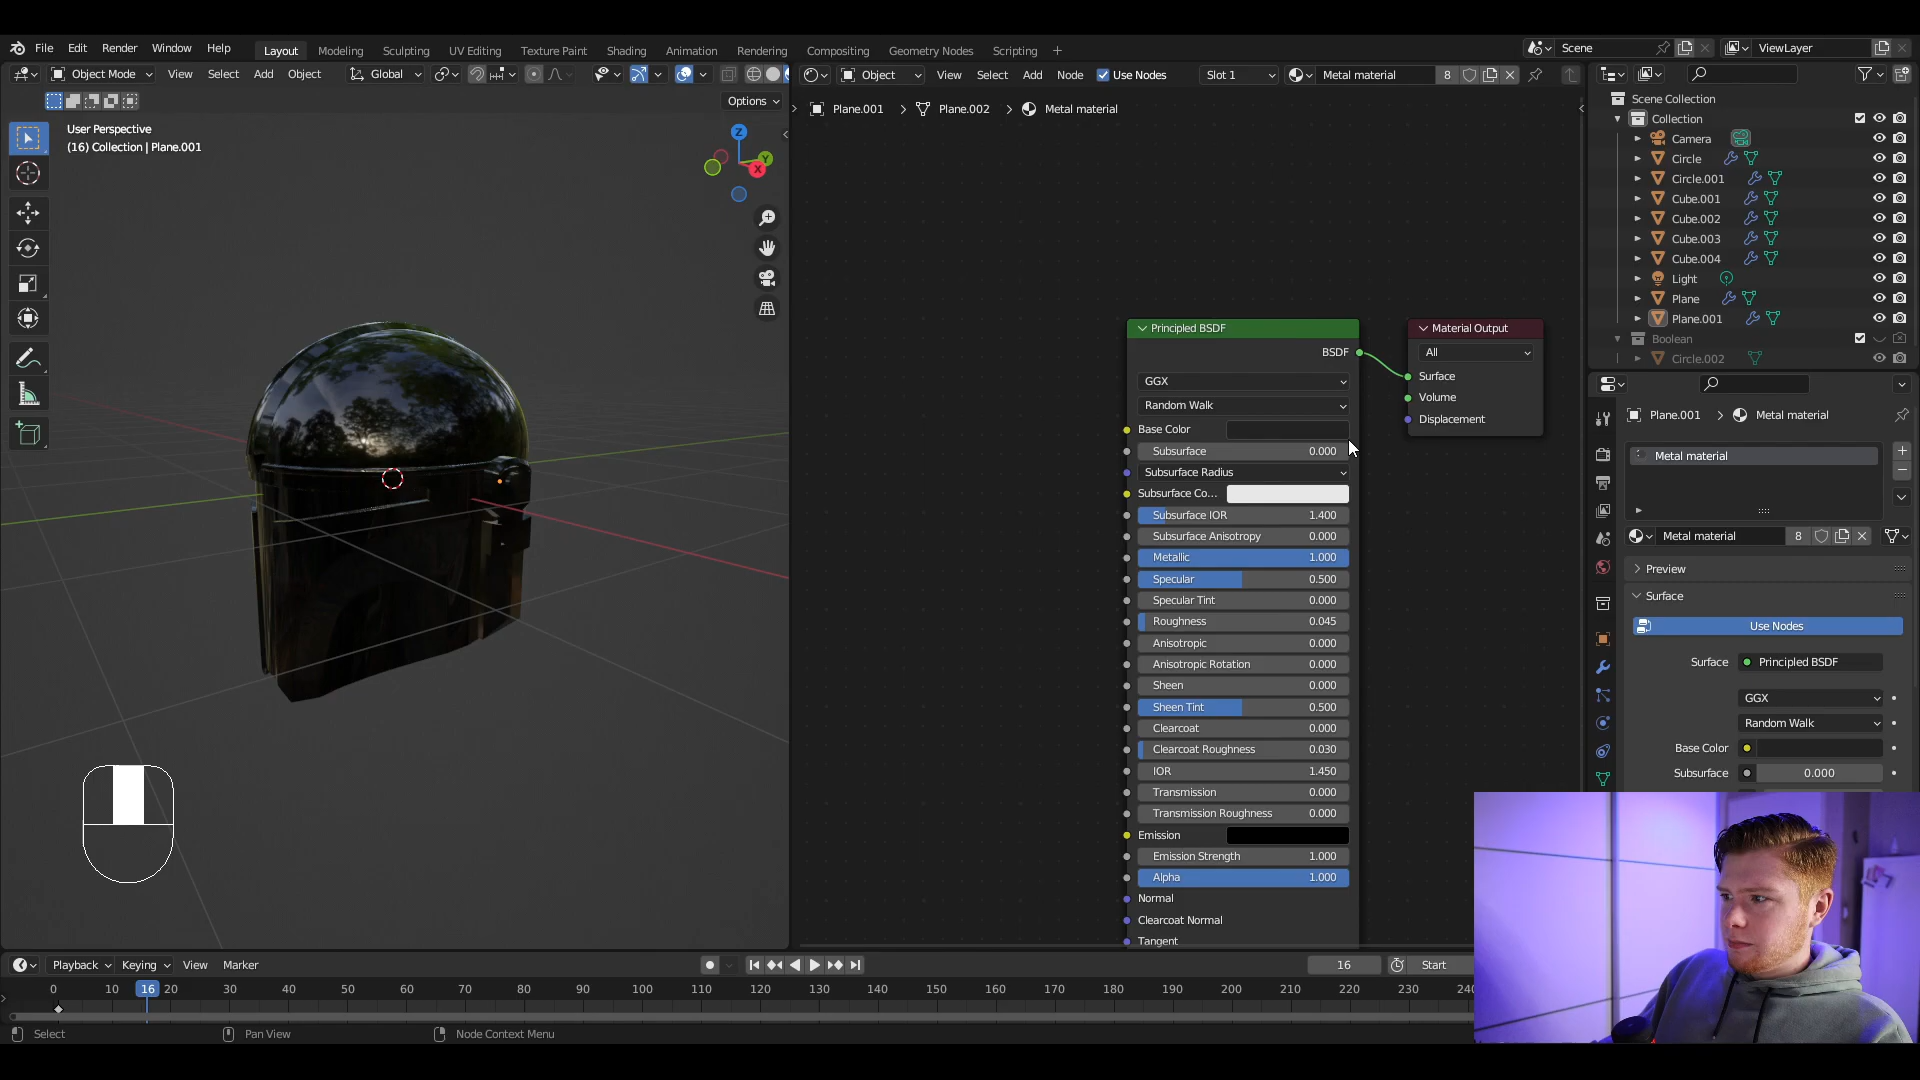 File Edit Render Window Help Layout Modeling Sculpting UV Editing Texture Paint Shading Animation Rendering Compositing Geometry Nodes Scripting + Scene ViewLayer
Object Mode View Select Add Object Global Object View Select Add Node Use Nodes Slot 1 Metal material 8
Options
User Perspective
(16) Collection | Plane.001
Z
Y
X
Plane.001 > Plane.002 > Metal material
Principled BSDF
BSDF
GGX
Random Walk
Base Color
Subsurface 0.000
Subsurface Radius
Subsurface Co...
Subsurface IOR 1.400
Subsurface Anisotropy 0.000
Metallic 1.000
Specular 0.500
Specular Tint 0.000
Roughness 0.045
Anisotropic 0.000
Anisotropic Rotation 0.000
Sheen 0.000
Sheen Tint 0.500
Clearcoat 0.000
Clearcoat Roughness 0.030
IOR 1.450
Transmission 0.000
Transmission Roughness 0.000
Emission
Emission Strength 1.000
Alpha 1.000
Normal
Clearcoat Normal
Tangent
Material Output
All
Surface
Volume
Displacement
Scene Collection
Collection
Camera
Circle
Circle.001
Cube.001
Cube.002
Cube.003
Cube.004
Light
Plane
Plane.001
Boolean
Circle.002
Plane.001 > Metal material
Metal material
Metal material 8
Preview
Surface
Use Nodes
Surface Principled BSDF
GGX
Random Walk
Base Color
Subsurface 0.000
Playback Keying View Marker 16 Start
0 10 16 20 30 40 50 60 70 80 90 100 110 120 130 140 150 160 170 180 190 200 210 220 230 24
Select Pan View Node Context Menu